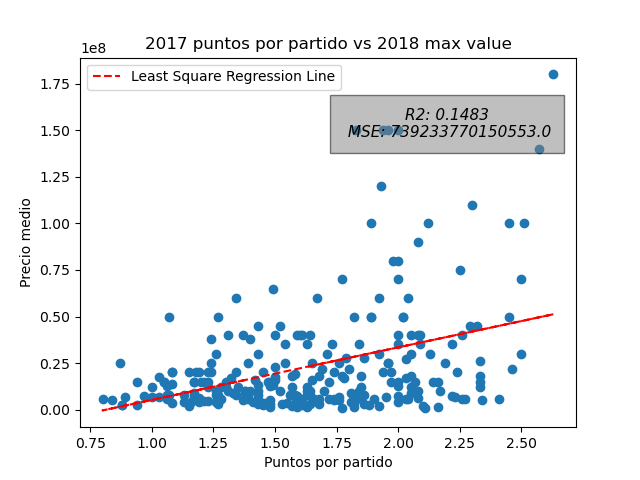 2017 puntos por partido vs 2018 max value
1e8
Least Square Regression Line
R2: 0.1483
MSE: 739233770150553.0
1.75
1.50
1.25
1.00
0.75
0.50
0.25
0.00
Precio medio
0.75 1.00 1.25 1.50 1.75 2.00 2.25 2.50
Puntos por partido